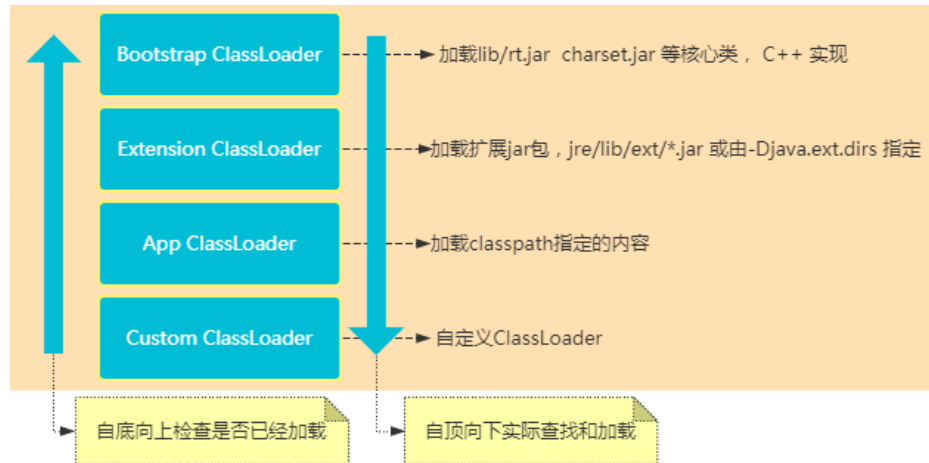 Bootstrap ClassLoader
加载lib/rt.jar charset.jar 等核心类， C++ 实现
Extension ClassLoader
加载扩展jar包，jre/lib/ext/*.jar 或由-Djava.ext.dirs 指定
App ClassLoader
加载classpath指定的内容
Custom ClassLoader
自定义ClassLoader
自底向上检查是否已经加载
自顶向下实际查找和加载